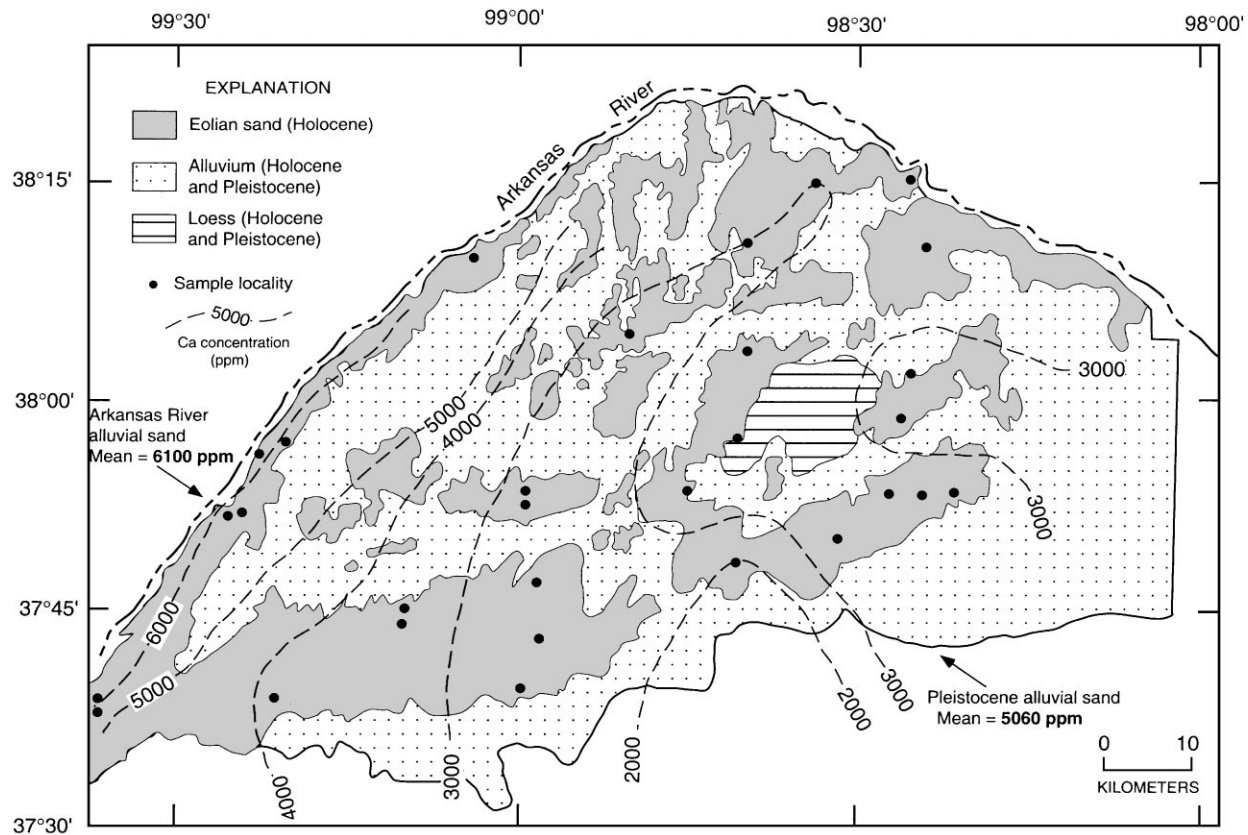 99°30'
99°00'
98°30'
98°00'
38°15'
38°00'
37°45'
37°30'
EXPLANATION
Eolian sand (Holocene)
Alluvium (Holocene
and Pleistocene)
Loess (Holocene
and Pleistocene)
Sample locality
5000
Ca concentration
(ppm)
Arkansas River
Arkansas River
alluvial sand
Mean = 6100 ppm
5000
4000
3000
3000
6000
5000
4000
3000
2000
3000
2000
Pleistocene alluvial sand
Mean = 5060 ppm
0 10
KILOMETERS